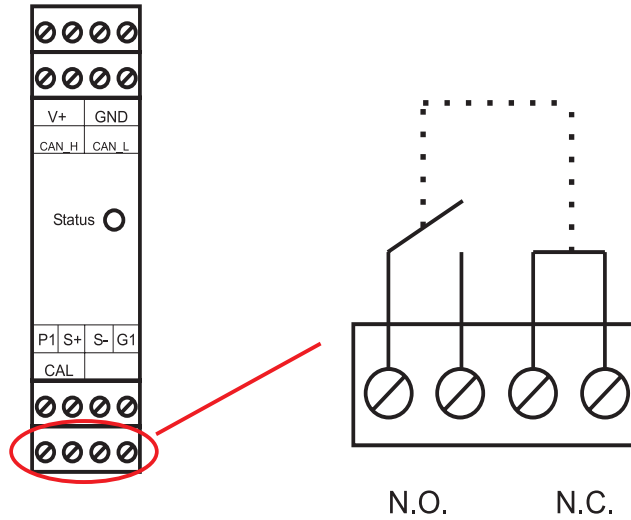 V+ GND
CAN_H CAN_L
Status
P1 S+ S- G1
CAL
N.O. N.C.